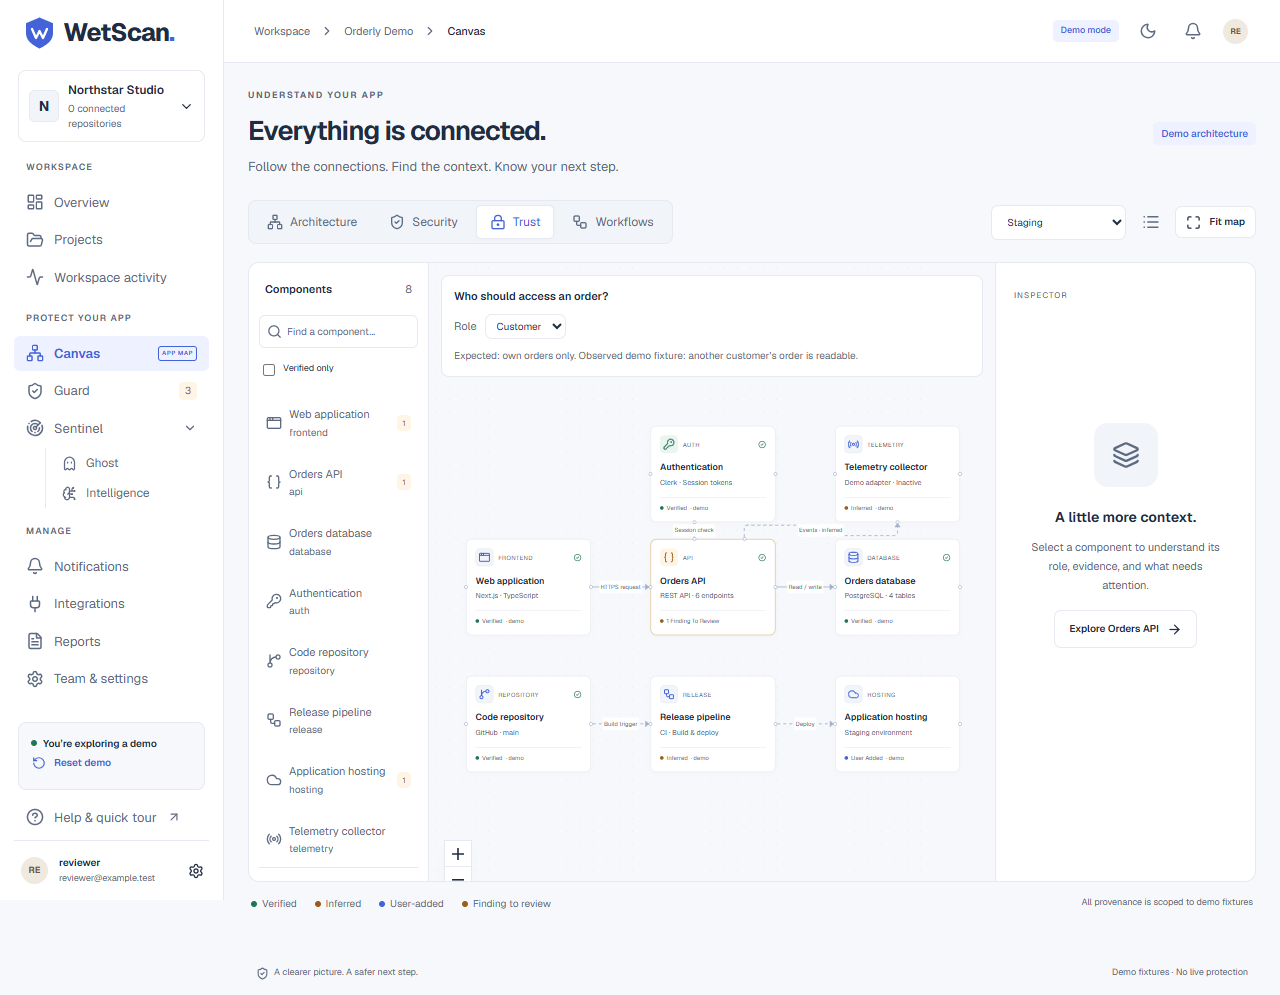 WetScan.
Workspace > Orderly Demo > Canvas
Demo mode
RE
N
Northstar Studio
0 connected
repositories
WORKSPACE
Overview
Projects
Workspace activity
PROTECT YOUR APP
Canvas
APP MAP
Guard
3
Sentinel
Ghost
Intelligence
MANAGE
Notifications
Integrations
Reports
Team & settings
You're exploring a demo
Reset demo
Help & quick tour
RE
reviewer
reviewer@example.test
UNDERSTAND YOUR APP
Everything is connected.
Follow the connections. Find the context. Know your next step.
Demo architecture
Architecture
Security
Trust
Workflows
Staging
Fit map
Components
8
Find a component...
Verified only
Web application
frontend
1
Orders API
api
1
Orders database
database
Authentication
auth
Code repository
repository
Release pipeline
release
Application hosting
hosting
1
Telemetry collector
telemetry
Who should access an order?
Role
Customer
Expected: own orders only. Observed demo fixture: another customer's order is readable.
AUTH
Authentication
Clerk · Session tokens
Verified · demo
TELEMETRY
Telemetry collector
Demo adapter · Inactive
Inferred · demo
Session check
Events · inferred
FRONTEND
Web application
Next.js · TypeScript
Verified · demo
HTTPS request
API
Orders API
REST API · 6 endpoints
1 Finding To Review
Read / write
DATABASE
Orders database
PostgreSQL · 4 tables
Verified · demo
REPOSITORY
Code repository
GitHub · main
Verified · demo
Build trigger
RELEASE
Release pipeline
CI · Build & deploy
Inferred · demo
Deploy
HOSTING
Application hosting
Staging environment
User Added · demo
INSPECTOR
A little more context.
Select a component to understand its
role, evidence, and what needs
attention.
Explore Orders API
Verified
Inferred
User-added
Finding to review
All provenance is scoped to demo fixtures
A clearer picture. A safer next step.
Demo fixtures · No live protection